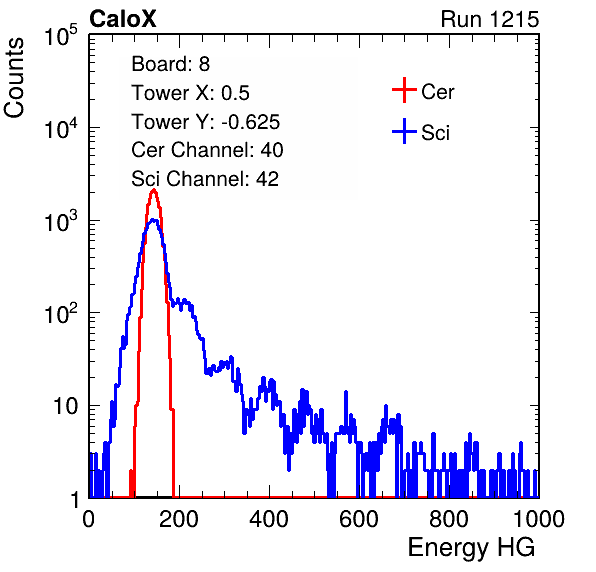 CaloX Run 1215
Counts
10^5
10^4
10^3
10^2
10
1
Board: 8
Tower X: 0.5
Tower Y: -0.625
Cer Channel: 40
Sci Channel: 42
Cer
Sci
0 200 400 600 800 1000
Energy HG